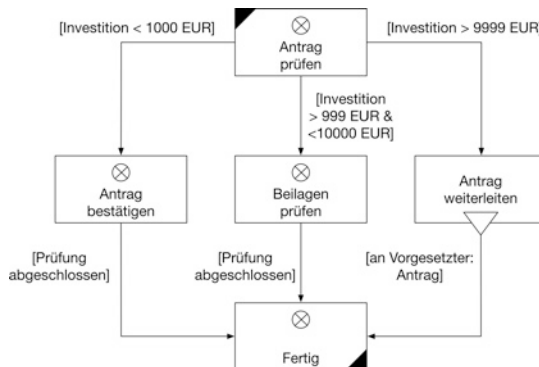 [Investition < 1000 EUR]
Antrag
prüfen
[Investition > 9999 EUR]
[Investition
> 999 EUR &
<10000 EUR]
Antrag
bestätigen
Beilagen
prüfen
Antrag
weiterleiten
[Prüfung
abgeschlossen]
[Prüfung
abgeschlossen]
[an Vorgesetzter:
Antrag]
Fertig